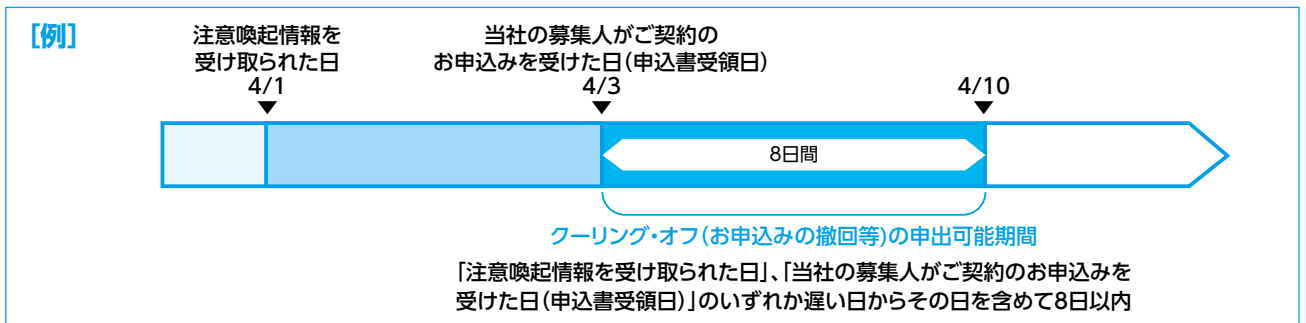 ［例］
注意喚起情報を
受け取られた日
4/1
当社の募集人がご契約の
お申込みを受けた日（申込書受領日）
4/3
4/10
8日間
クーリング・オフ（お申込みの撤回等）の申出可能期間
「注意喚起情報を受け取られた日」、「当社の募集人がご契約のお申込みを
受けた日（申込書受領日）」のいずれか遅い日からその日を含めて8日以内